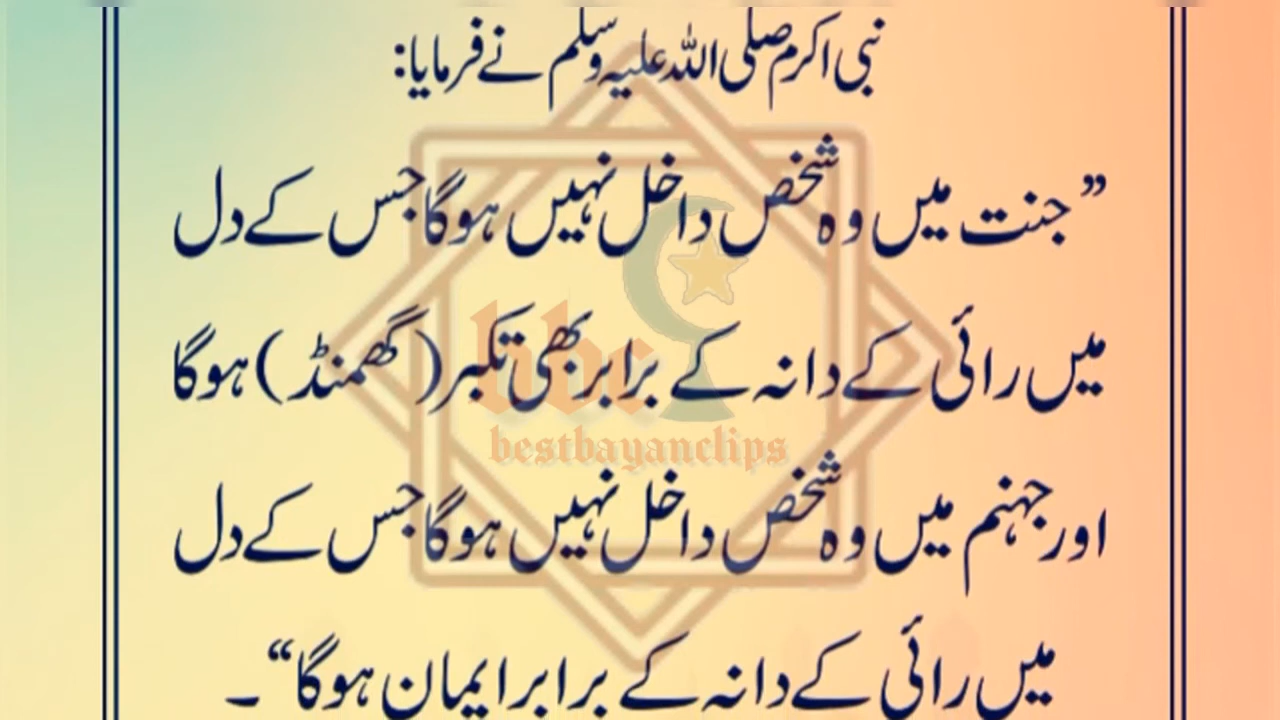 نبی اکرم صلی اللہ علیہ وسلم نے فرمایا:
”جنت میں وہ شخص داخل نہیں ہوگا جس کے دل
میں رائی کے دانہ کے برابر بھی تکبر (گھمنڈ) ہوگا
bbc
bestbayanclips
اور جہنم میں وہ شخص داخل نہیں ہوگا جس کے دل
میں رائی کے دانہ کے برابر ایمان ہوگا“۔